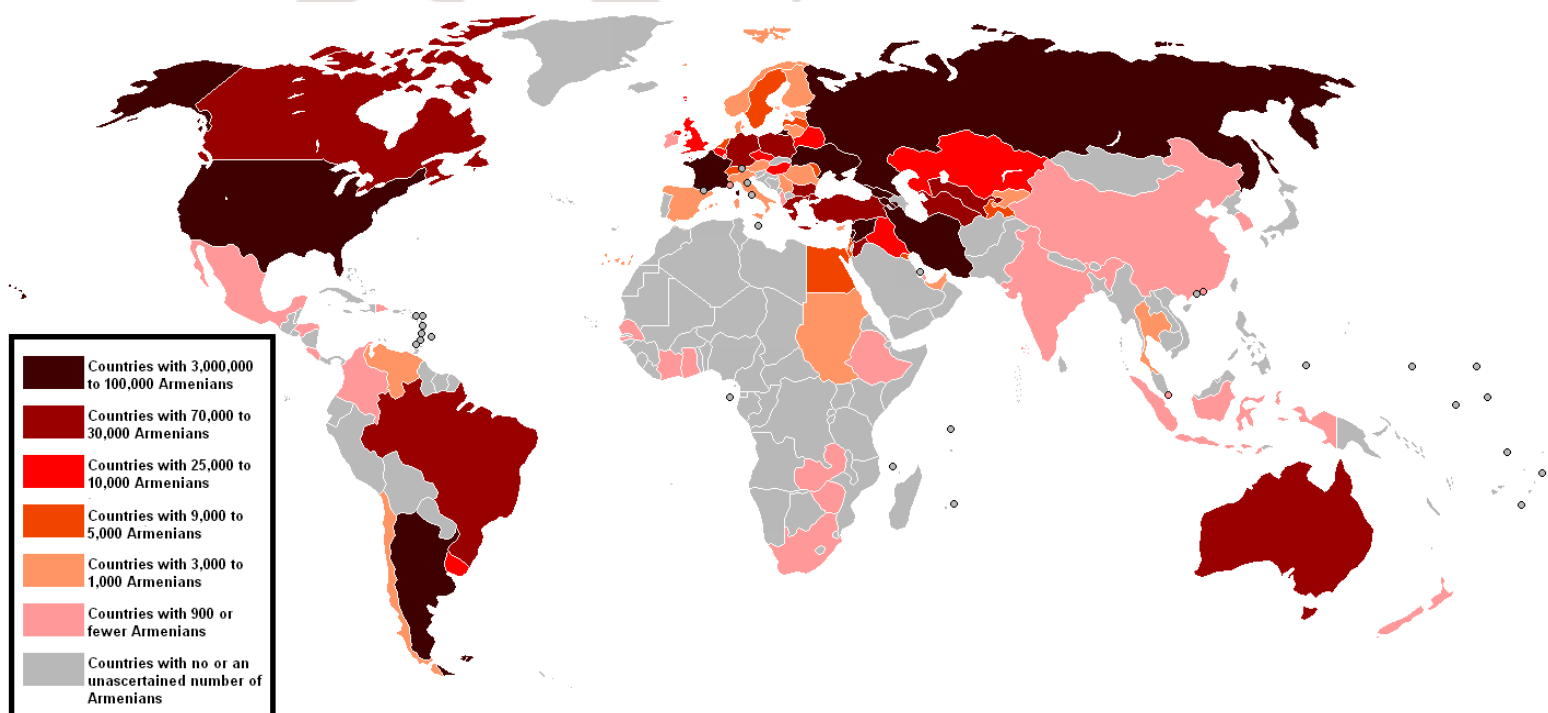 Countries with 3,000,000
to 100,000 Armenians
Countries with 70,000 to
30,000 Armenians
Countries with 25,000 to
10,000 Armenians
Countries with 9,000 to
5,000 Armenians
Countries with 3,000 to
1,000 Armenians
Countries with 900 or
fewer Armenians
Countries with no or an
unascertained number of
Armenians